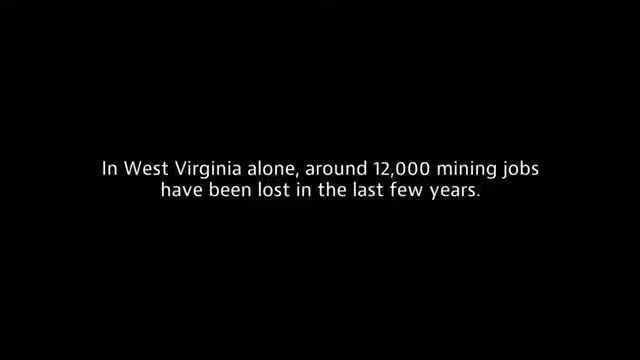 In West Virginia alone, around 12,000 mining jobs
have been lost in the last few years.